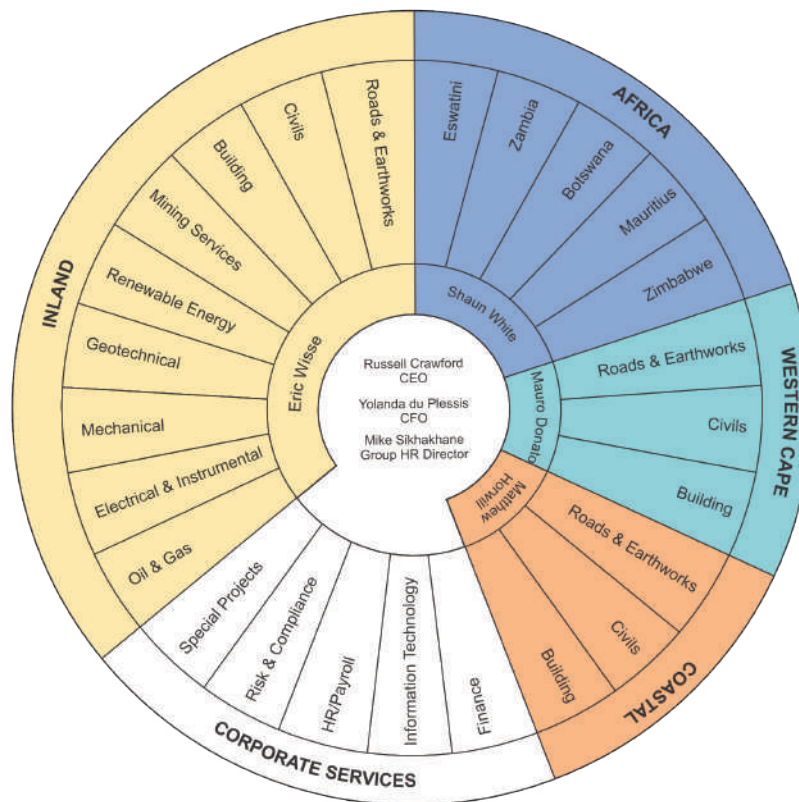 AFRICA
Eswatini
Zambia
Botswana
Mauritius
Zimbabwe
Shaun White
WESTERN CAPE
Roads & Earthworks
Civils
Building
Mauro Donato
COASTAL
Roads & Earthworks
Civils
Building
Matthew
Horwill
CORPORATE SERVICES
Finance
Information Technology
HR/Payroll
Risk & Compliance
Special Projects
INLAND
Oil & Gas
Electrical & Instrumental
Mechanical
Geotechnical
Renewable Energy
Mining Services
Building
Civils
Roads & Earthworks
Eric Wisse
Russell Crawford
CEO
Yolanda du Plessis
CFO
Mike Sikhakhane
Group HR Director